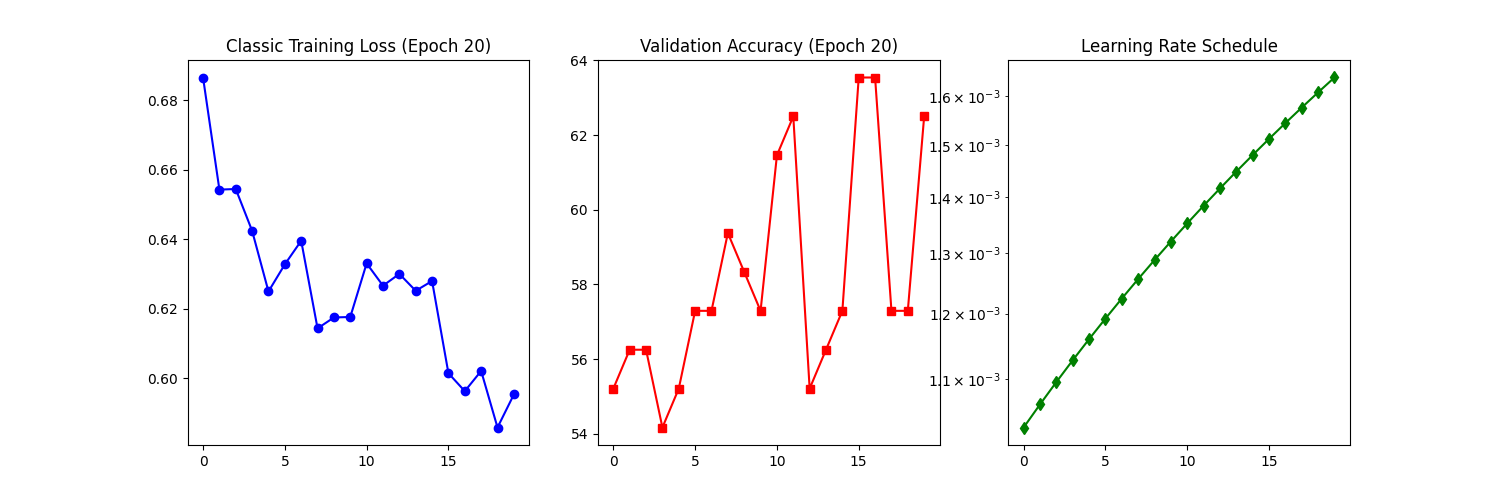 Classic Training Loss (Epoch 20)
0.68
0.66
0.64
0.62
0.60
0
5
10
15
Validation Accuracy (Epoch 20)
64
62
60
58
56
54
0
5
10
15
Learning Rate Schedule
1.6 × 10⁻³
1.5 × 10⁻³
1.4 × 10⁻³
1.3 × 10⁻³
1.2 × 10⁻³
1.1 × 10⁻³
0
5
10
15